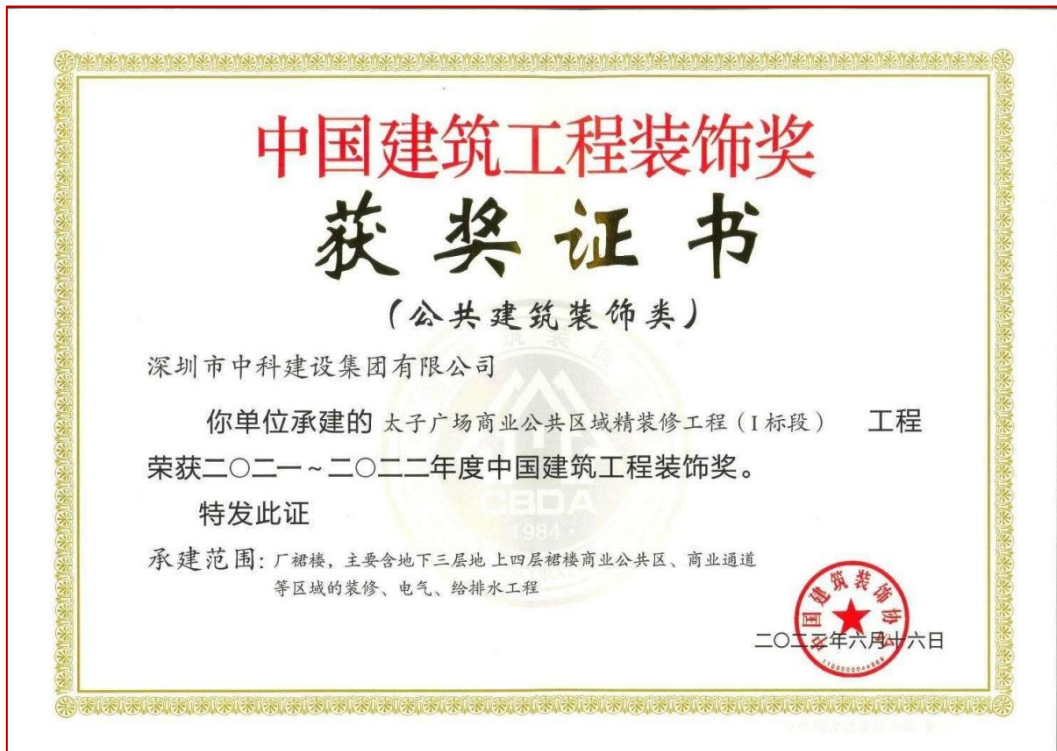 中国建筑工程装饰奖
获奖证书
(公共建筑装饰类)
深圳市中科建设集团有限公司
你单位承建的 太子广场商业公共区域精装修工程(I标段) 工程
荣获二〇二一~二〇二二年度中国建筑工程装饰奖。
特发此证
承建范围:厂裙楼,主要含地下三层地上四层裙楼商业公共区、商业通道
等区域的装修、电气、给排水工程
中国建筑装饰协会
二〇二三年六月十六日
CBDA
1984